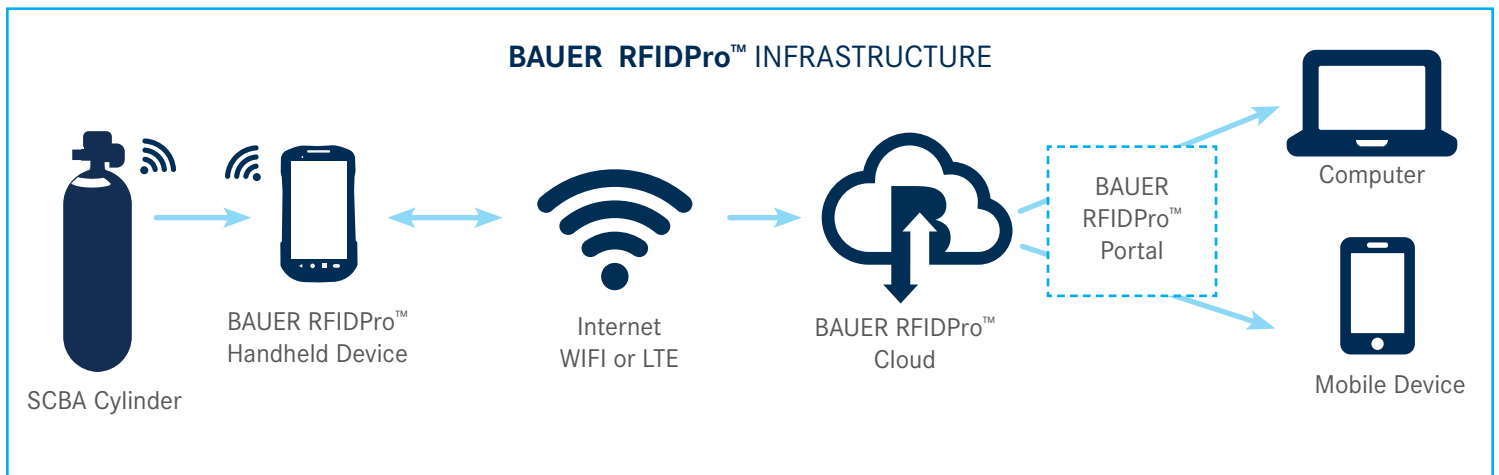 BAUER RFIDPro™ INFRASTRUCTURE
SCBA Cylinder
BAUER RFIDPro™
Handheld Device
Internet
WIFI or LTE
B
BAUER RFIDPro™
Cloud
BAUER
RFIDPro™
Portal
Computer
Mobile Device